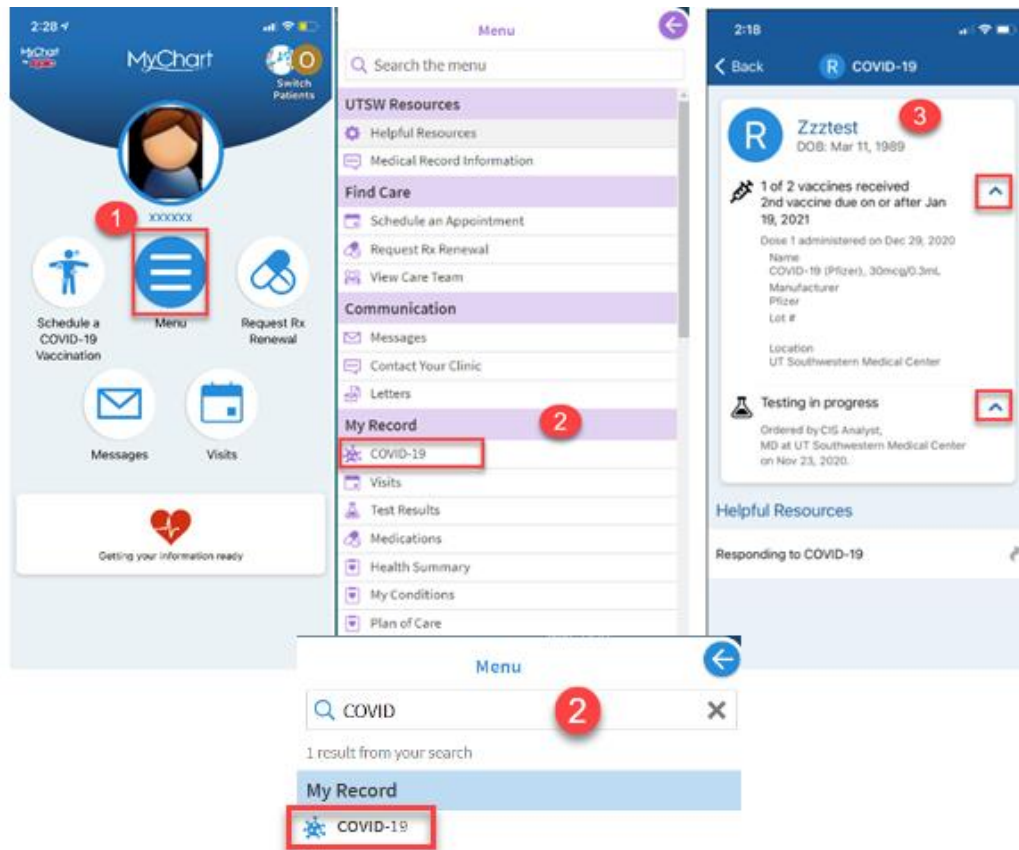 2:28
MyChart
MyChart
O
Switch
Patients
1
xxxxxx
Schedule a
COVID-19
Vaccination
Menu
Request Rx
Renewal
Messages
Visits
Getting your information ready
Menu
Search the menu
UTSW Resources
Helpful Resources
Medical Record Information
Find Care
Schedule an Appointment
Request Rx Renewal
View Care Team
Communication
Messages
Contact Your Clinic
Letters
My Record
2
COVID-19
Visits
Test Results
Medications
Health Summary
My Conditions
Plan of Care
2:18
Back
R COVID-19
3
R
Zzztest
DOB: Mar 11, 1989
1 of 2 vaccines received
2nd vaccine due on or after Jan
19, 2021
Dose 1 administered on Dec 29, 2020
Name
COVID-19 (Pfizer), 30mcg/0.3mL
Manufacturer
Pfizer
Lot #
Location
UT Southwestern Medical Center
Testing in progress
Ordered by CIS Analyst,
MD at UT Southwestern Medical Center
on Nov 23, 2020.
Helpful Resources
Responding to COVID-19
Menu
COVID
2
1 result from your search
My Record
COVID-19